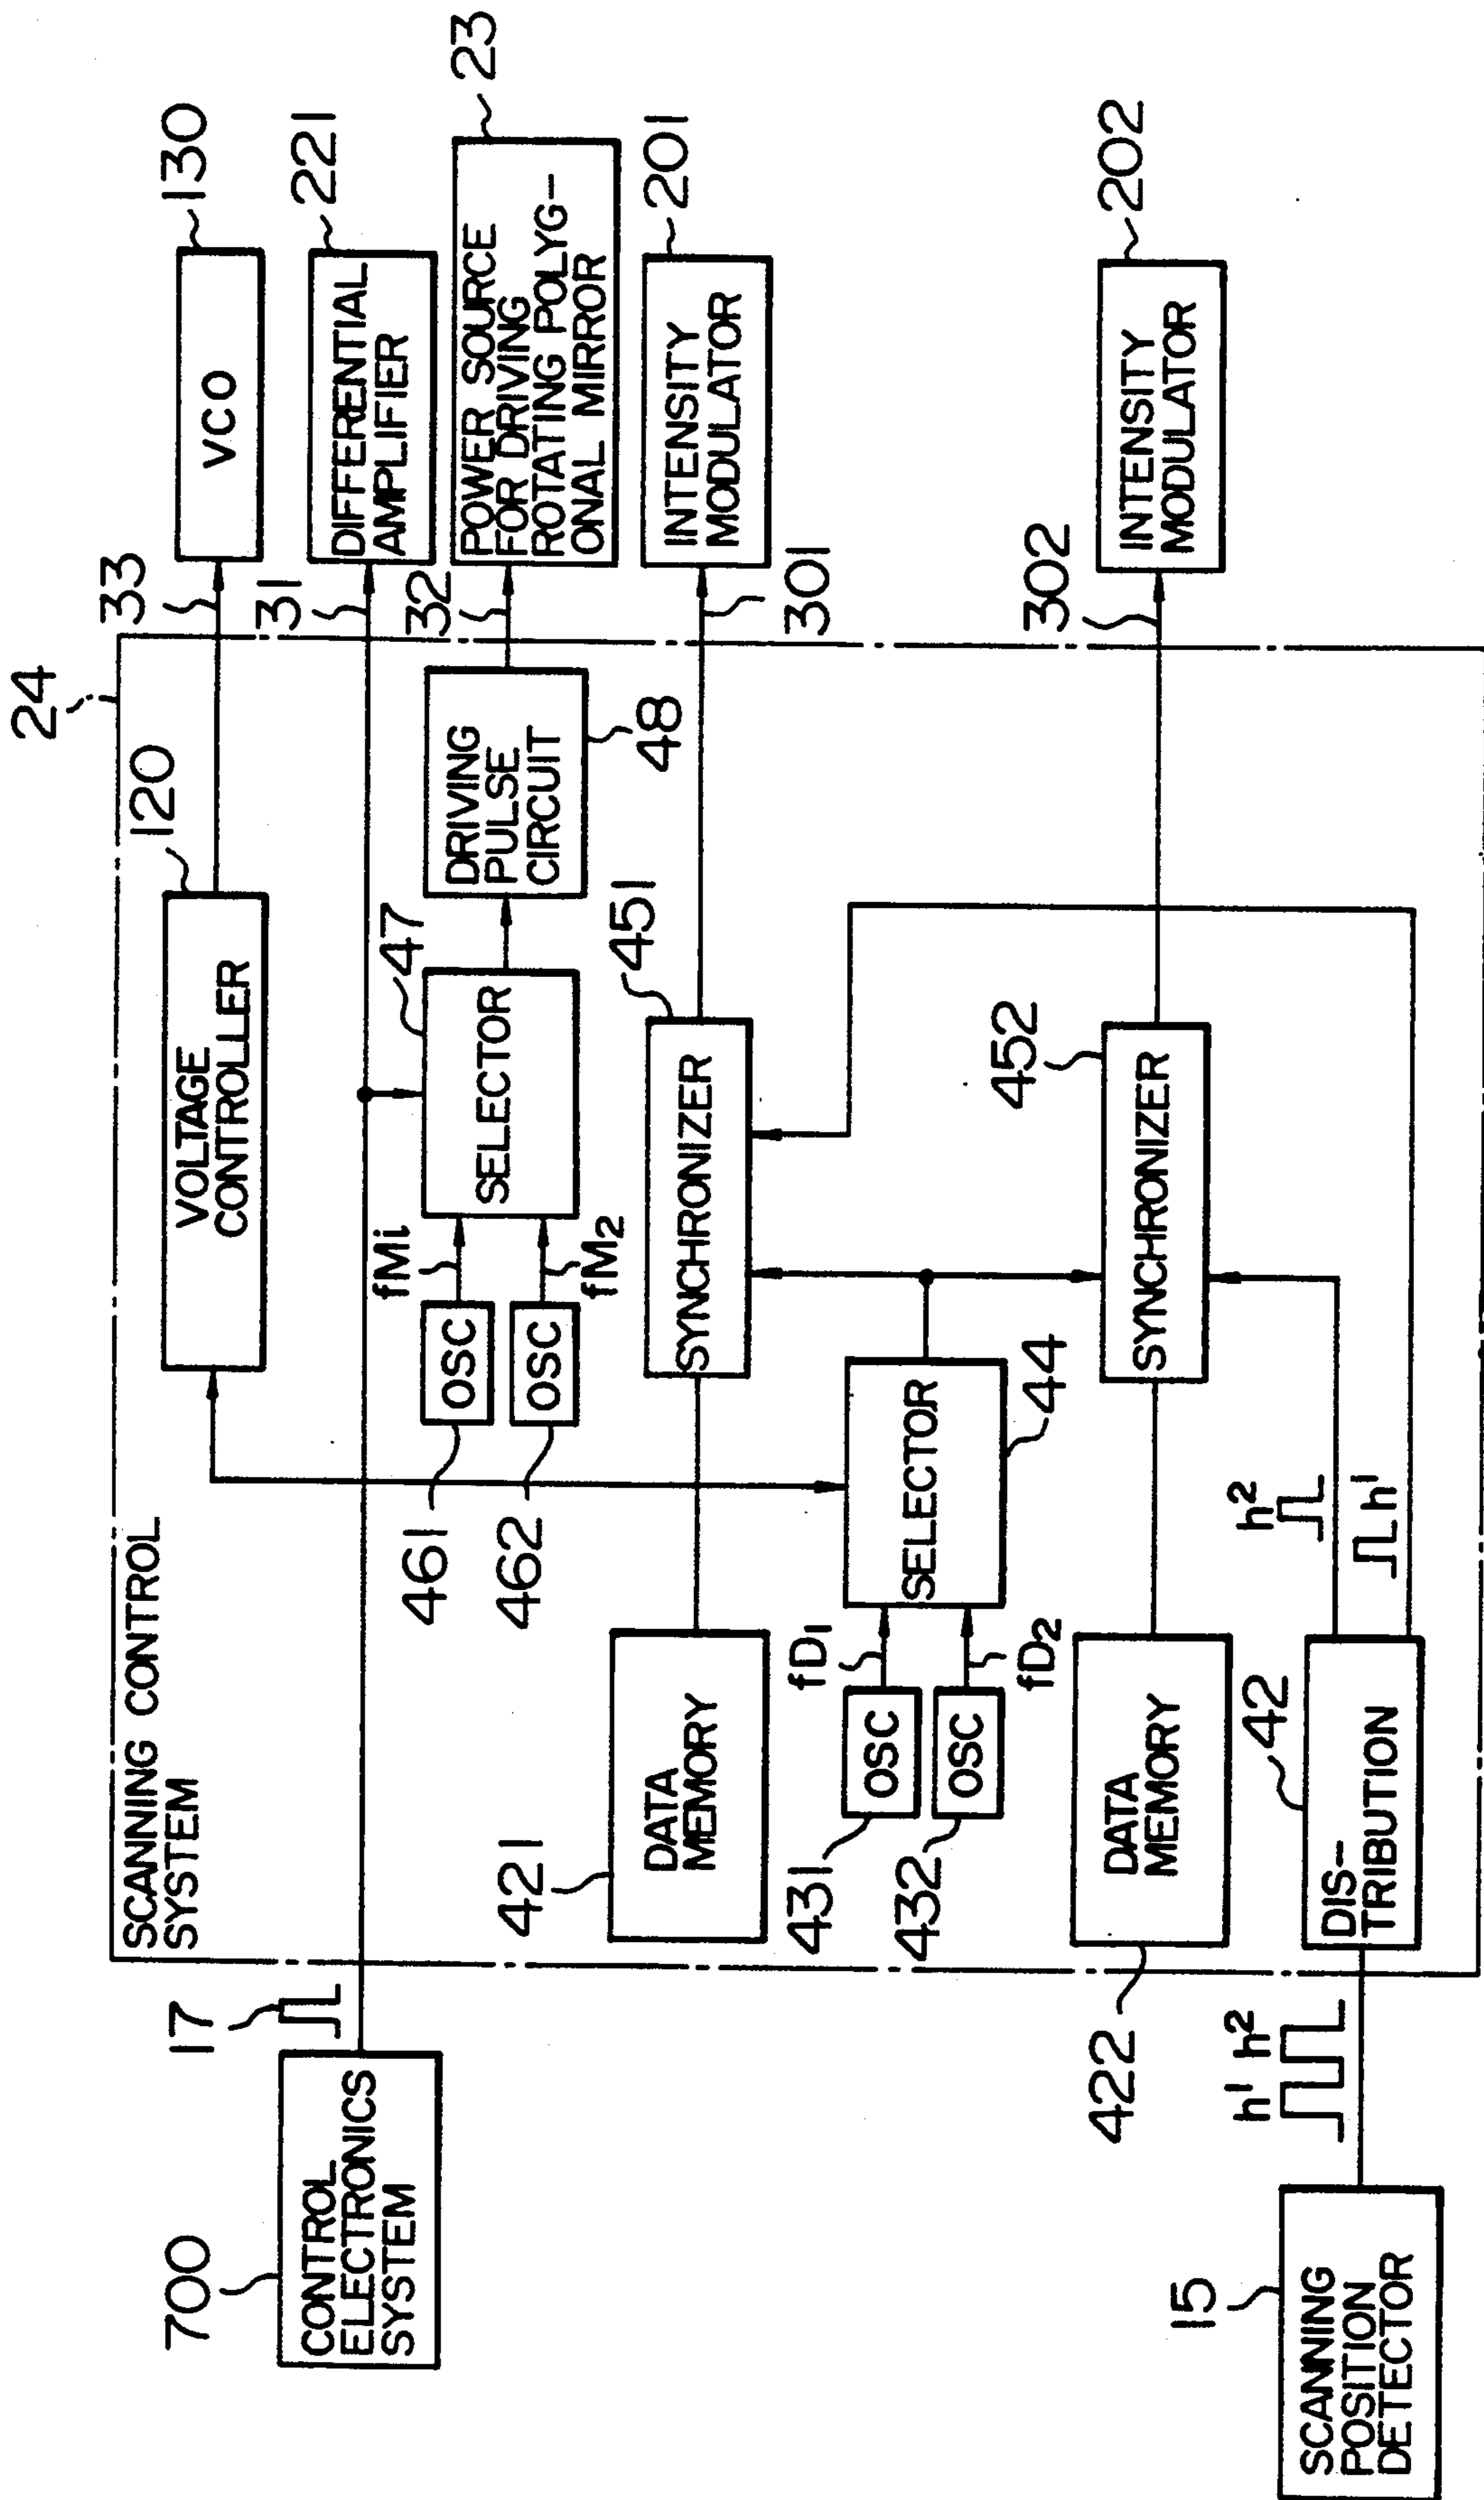 24
SCANNING CONTROL
SYSTEM
120
VOLTAGE
CONTROLLER
33
130
VCO
31
221
DIFFERENTIAL
AMPLIFIER
700
CONTROL
ELECTRONICS
SYSTEM
17
461
OSC
fM1
462
OSC
fM2
47
SELECTOR
DRIVING
PULSE
CIRCUIT
48
32
23
POWER SOURCE
FOR DRIVING
ROTATING POLYG-
ONAL MIRROR
421
DATA
MEMORY
451
SYNCHRONIZER
301
201
INTENSITY
MODULATOR
431
OSC
fD1
432
OSC
fD2
SELECTOR
44
422
DATA
MEMORY
452
SYNCHRONIZER
302
202
INTENSITY
MODULATOR
15
SCANNING
POSITION
DETECTOR
h1 h2
42
DIS-
TRIBUTION
h2
h1